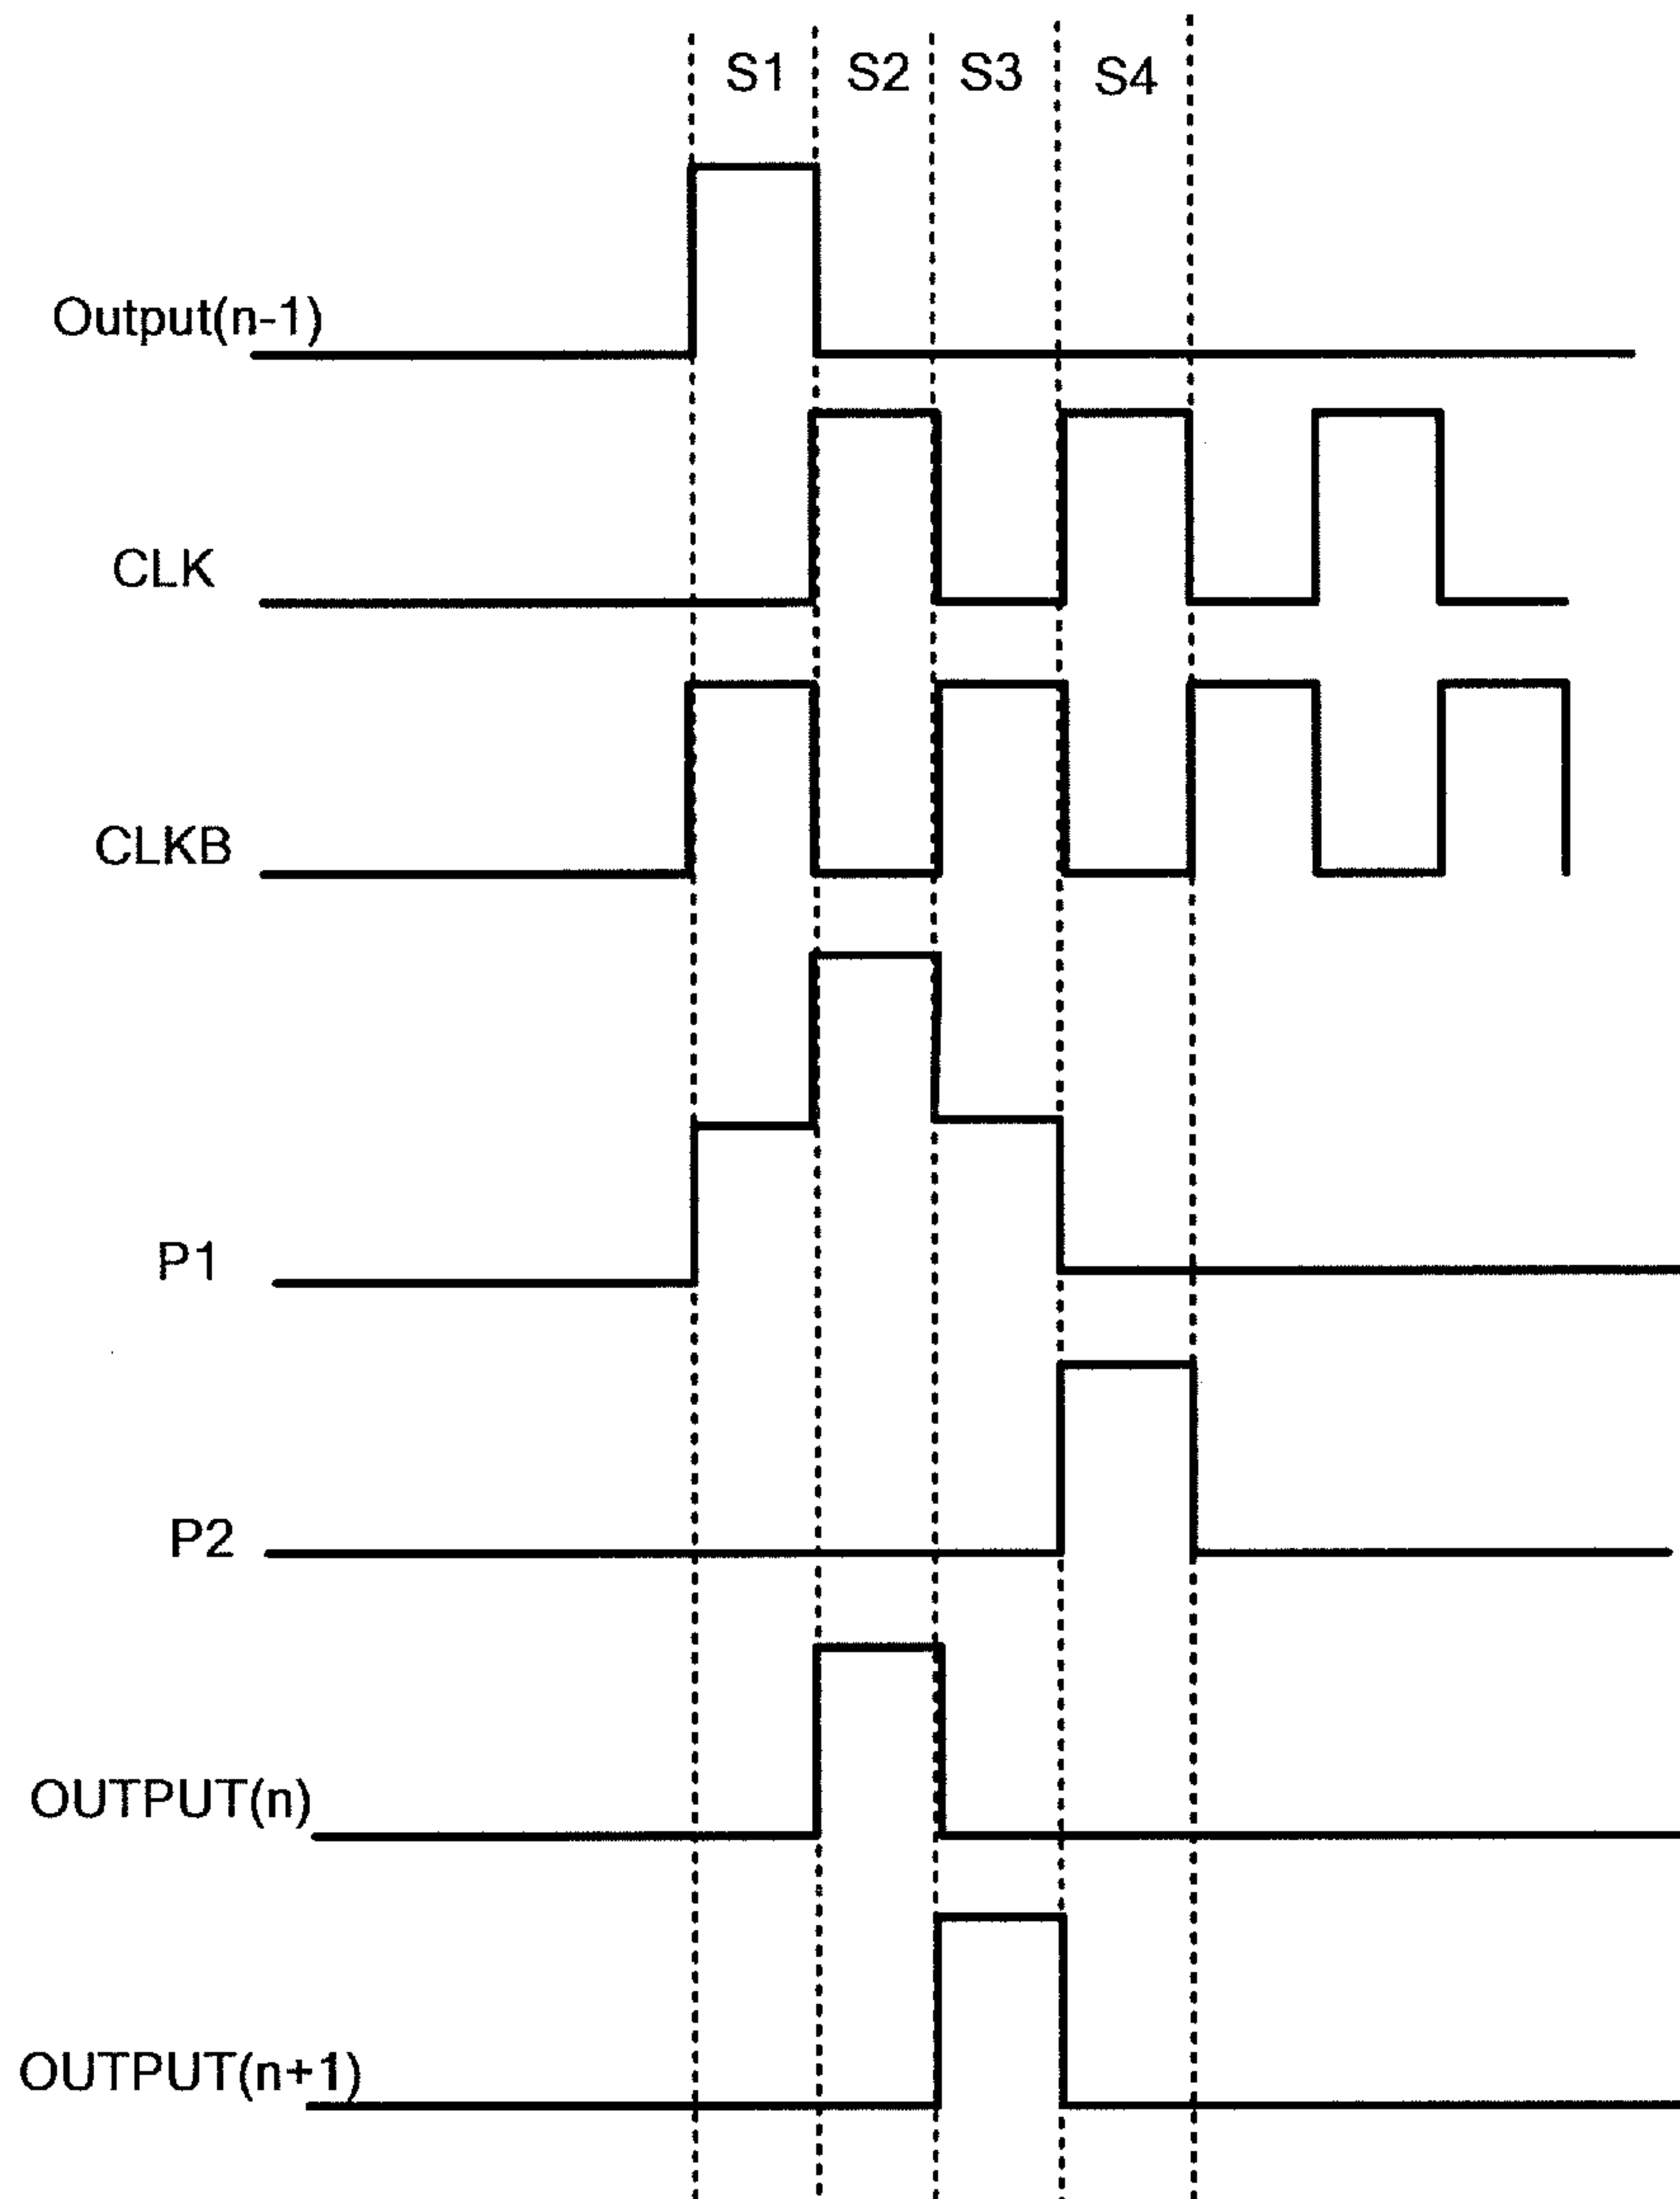 S1 S2 S3 S4
Output(n-1)
CLK
CLKB
P1
P2
OUTPUT(n)
OUTPUT(n+1)